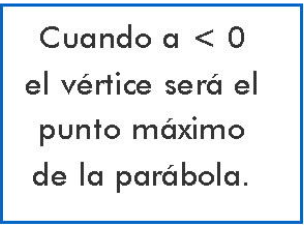 Cuando a < 0
el vértice será el
punto máximo
de la parábola.